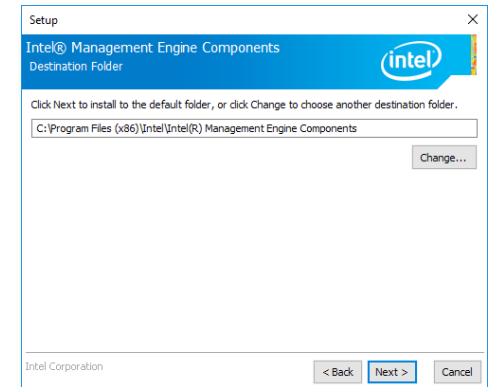 Setup
Intel® Management Engine Components
Destination Folder
intel
Click Next to install to the default folder, or click Change to choose another destination folder.
C:\Program Files (x86)\Intel\Intel(R) Management Engine Components
Change...
Intel Corporation
< Back Next > Cancel